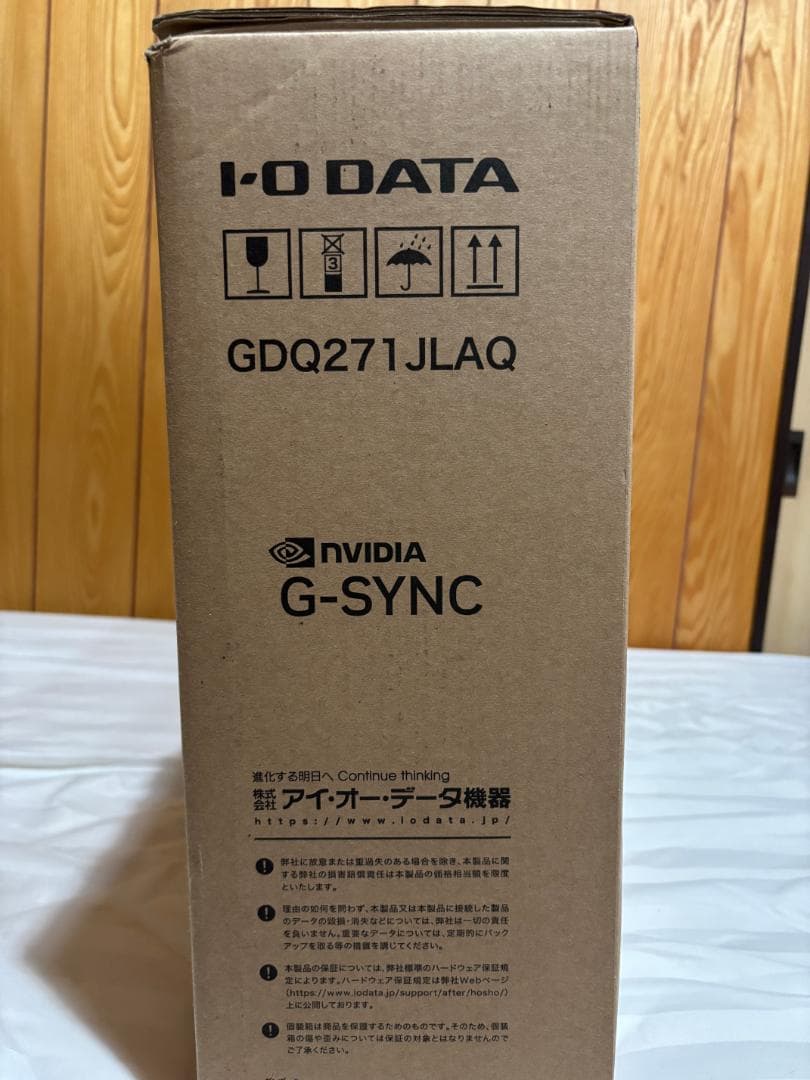 I-O DATA
3
GDQ271JLAQ
NVIDIA
G-SYNC
進化する明日へ Continue thinking
株式会社 アイ・オー・データ機器
https://www.iodata.jp/
弊社に故意または重過失のある場合を除き、本製品に関
する弊社の損害賠償責任は本製品の価格相当額を限度
といたします。
理由の如何を問わず、本製品又は本製品に接続した製品
のデータの毀損・消失などについては、弊社は一切の責任
を負いません。重要なデータについては、定期的にバック
アップを取る等の措置を講じてください。
本製品の保証については、弊社標準のハードウェア保証規
定によります。ハードウェア保証規定は弊社Webページ
(https://www.iodata.jp/support/after/hosho/)
上に公開しております。
個装箱は商品を保護するためのものです。そのため、個装
箱の傷や歪みについては保証の対象とはなりませんので
ご了承ください。